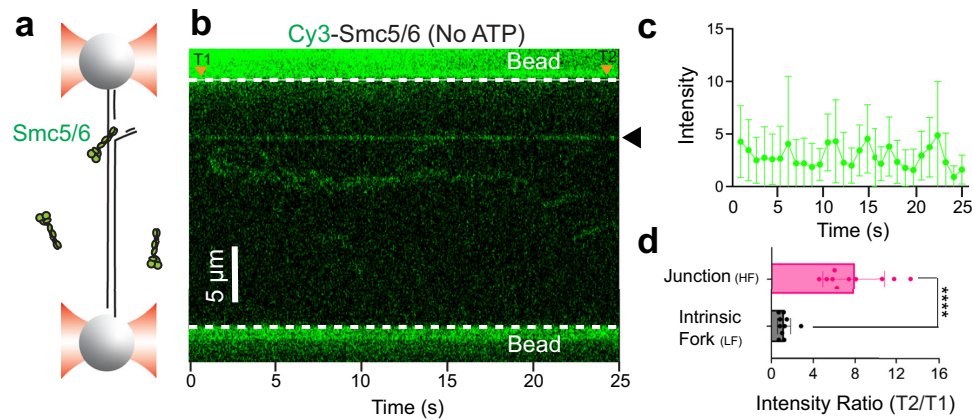 a
Smc5/6
b
Cy3-Smc5/6 (No ATP)
T1
T2
Bead
5 µm
Bead
0 5 10 15 20 25
Time (s)
c
Intensity
15
10
5
0
0 5 10 15 20 25
Time (s)
d
Junction (HF)
Intrinsic
Fork (LF)
****
0 4 8 12 16
Intensity Ratio (T2/T1)